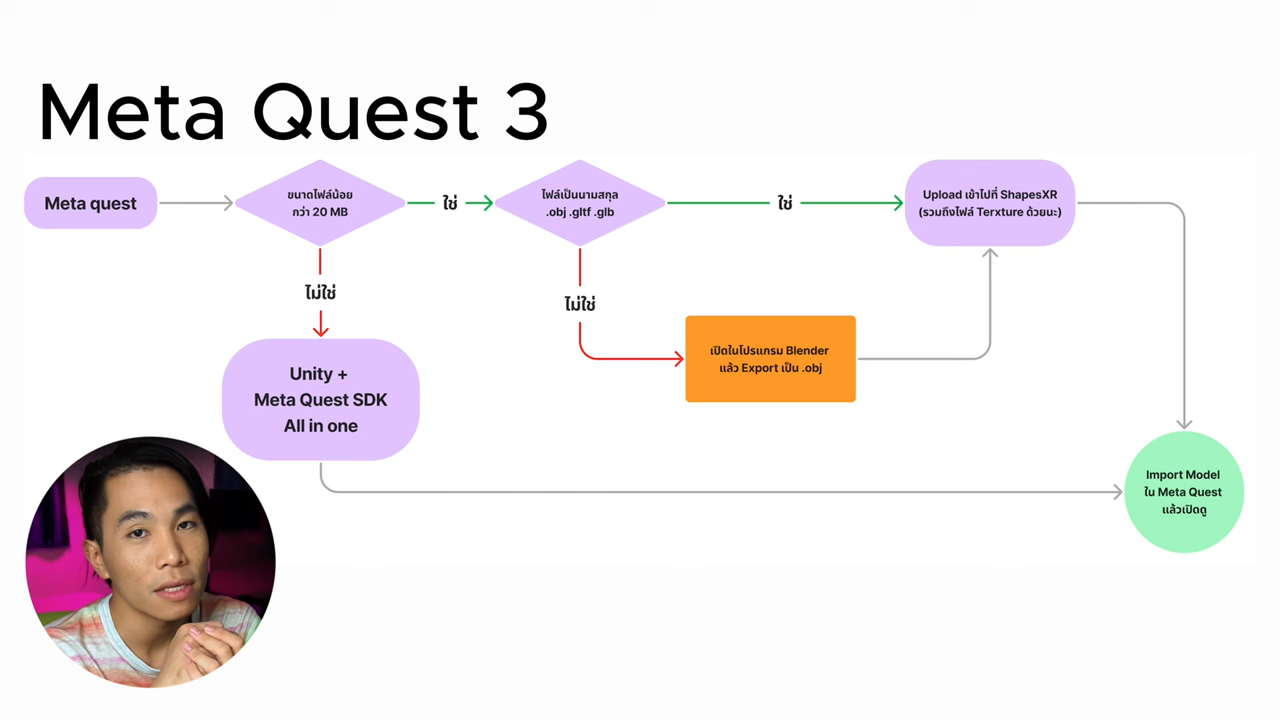 Meta Quest 3
Meta quest
ขนาดไฟล์น้อย
กว่า 20 MB
ใช่
ไฟล์เป็นนามสกุล
.obj .gltf .glb
ใช่
Upload เข้าไปที่ ShapesXR
(รวมถึงไฟล์ Terxture ด้วยนะ)
ไม่ใช่
ไม่ใช่
เปิดในโปรแกรม Blender
แล้ว Export เป็น .obj
Unity +
Meta Quest SDK
All in one
Import Model
ใน Meta Quest
แล้วเปิดดู